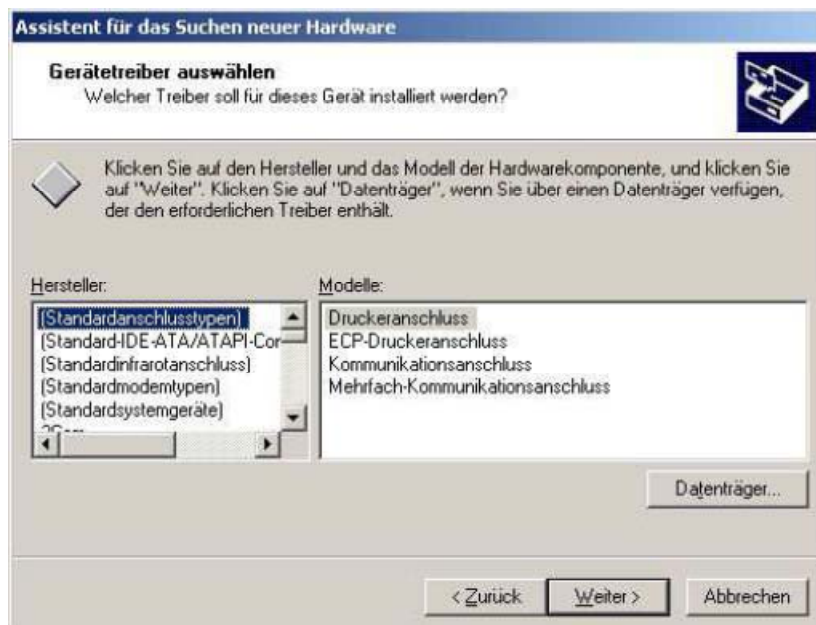 Assistent für das Suchen neuer Hardware
Gerätetreiber auswählen
Welcher Treiber soll für dieses Gerät installiert werden?
Klicken Sie auf den Hersteller und das Modell der Hardwarekomponente, und klicken Sie
auf "Weiter". Klicken Sie auf "Datenträger", wenn Sie über einen Datenträger verfügen,
der den erforderlichen Treiber enthält.
Hersteller:
(Standardanschlusstypen)
(Standard-IDE-ATA/ATAPI-Cor
(Standardinfrarotanschluss)
(Standardmodemtypen)
(Standardsystemgeräte)
Modelle:
Druckeranschluss
ECP-Druckeranschluss
Kommunikationsanschluss
Mehrfach-Kommunikationsanschluss
Datenträger...
< Zurück
Weiter >
Abbrechen